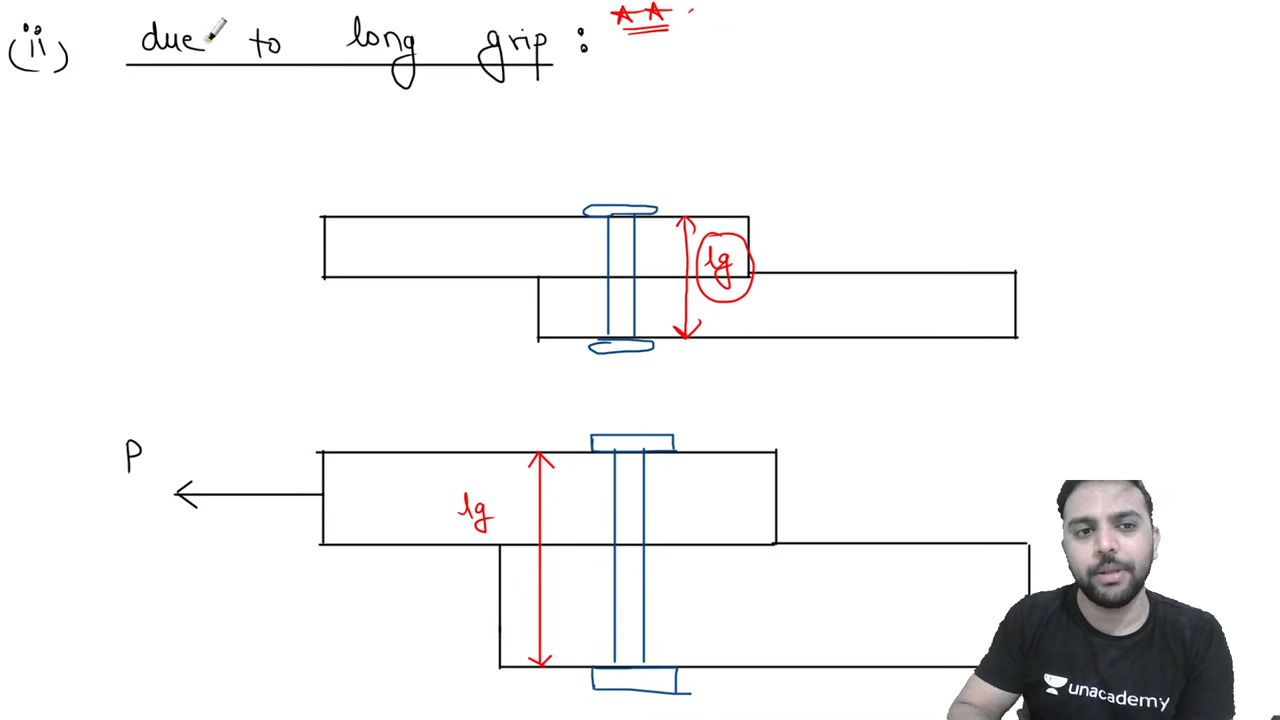 (ii) due to long grip :
lg
P
lg
unacademy